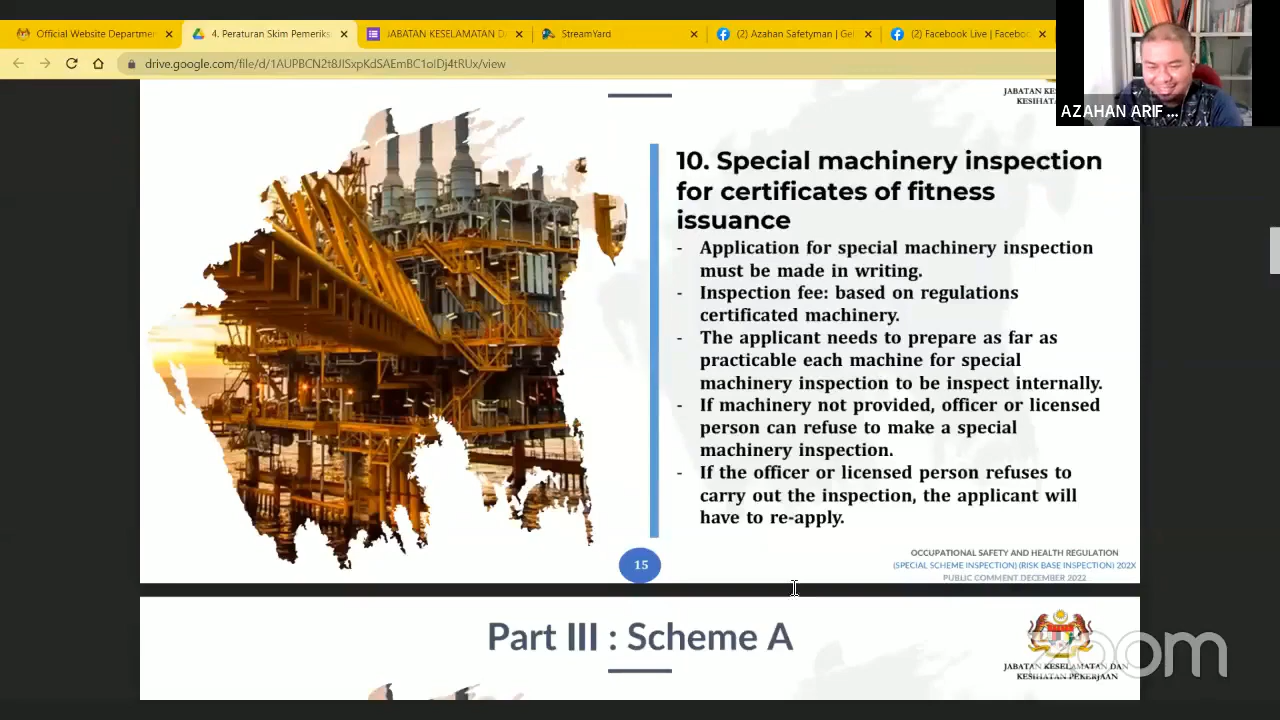 Official Website Departme
4. Peraturan Skim Pemeriks
JABATAN KESELAMATAN D
StreamYard
(2) Azahan Safetyman | Ge
(2) Facebook Live | Faceboo
drive.google.com/file/d/
JABATAN KES
KESIHATA
AZAHAN ARIF ...
10. Special machinery inspection
for certificates of fitness
issuance
- Application for special machinery inspection
must be made in writing.
- Inspection fee: based on regulations
certificated machinery.
- The applicant needs to prepare as far as
practicable each machine for special
machinery inspection to be inspect internally.
- If machinery not provided, officer or licensed
person can refuse to make a special
machinery inspection.
- If the officer or licensed person refuses to
carry out the inspection, the applicant will
have to re-apply.
15
OCCUPATIONAL SAFETY AND HEALTH REGULATION
(SPECIAL SCHEME INSPECTION) (RISK BASE INSPECTION) 202X
PUBLIC COMMENT DECEMBER 2022
Part III : Scheme A
JABATAN KESELAMATAN DAN
KESIHATAN PEKERJAAN
zoom